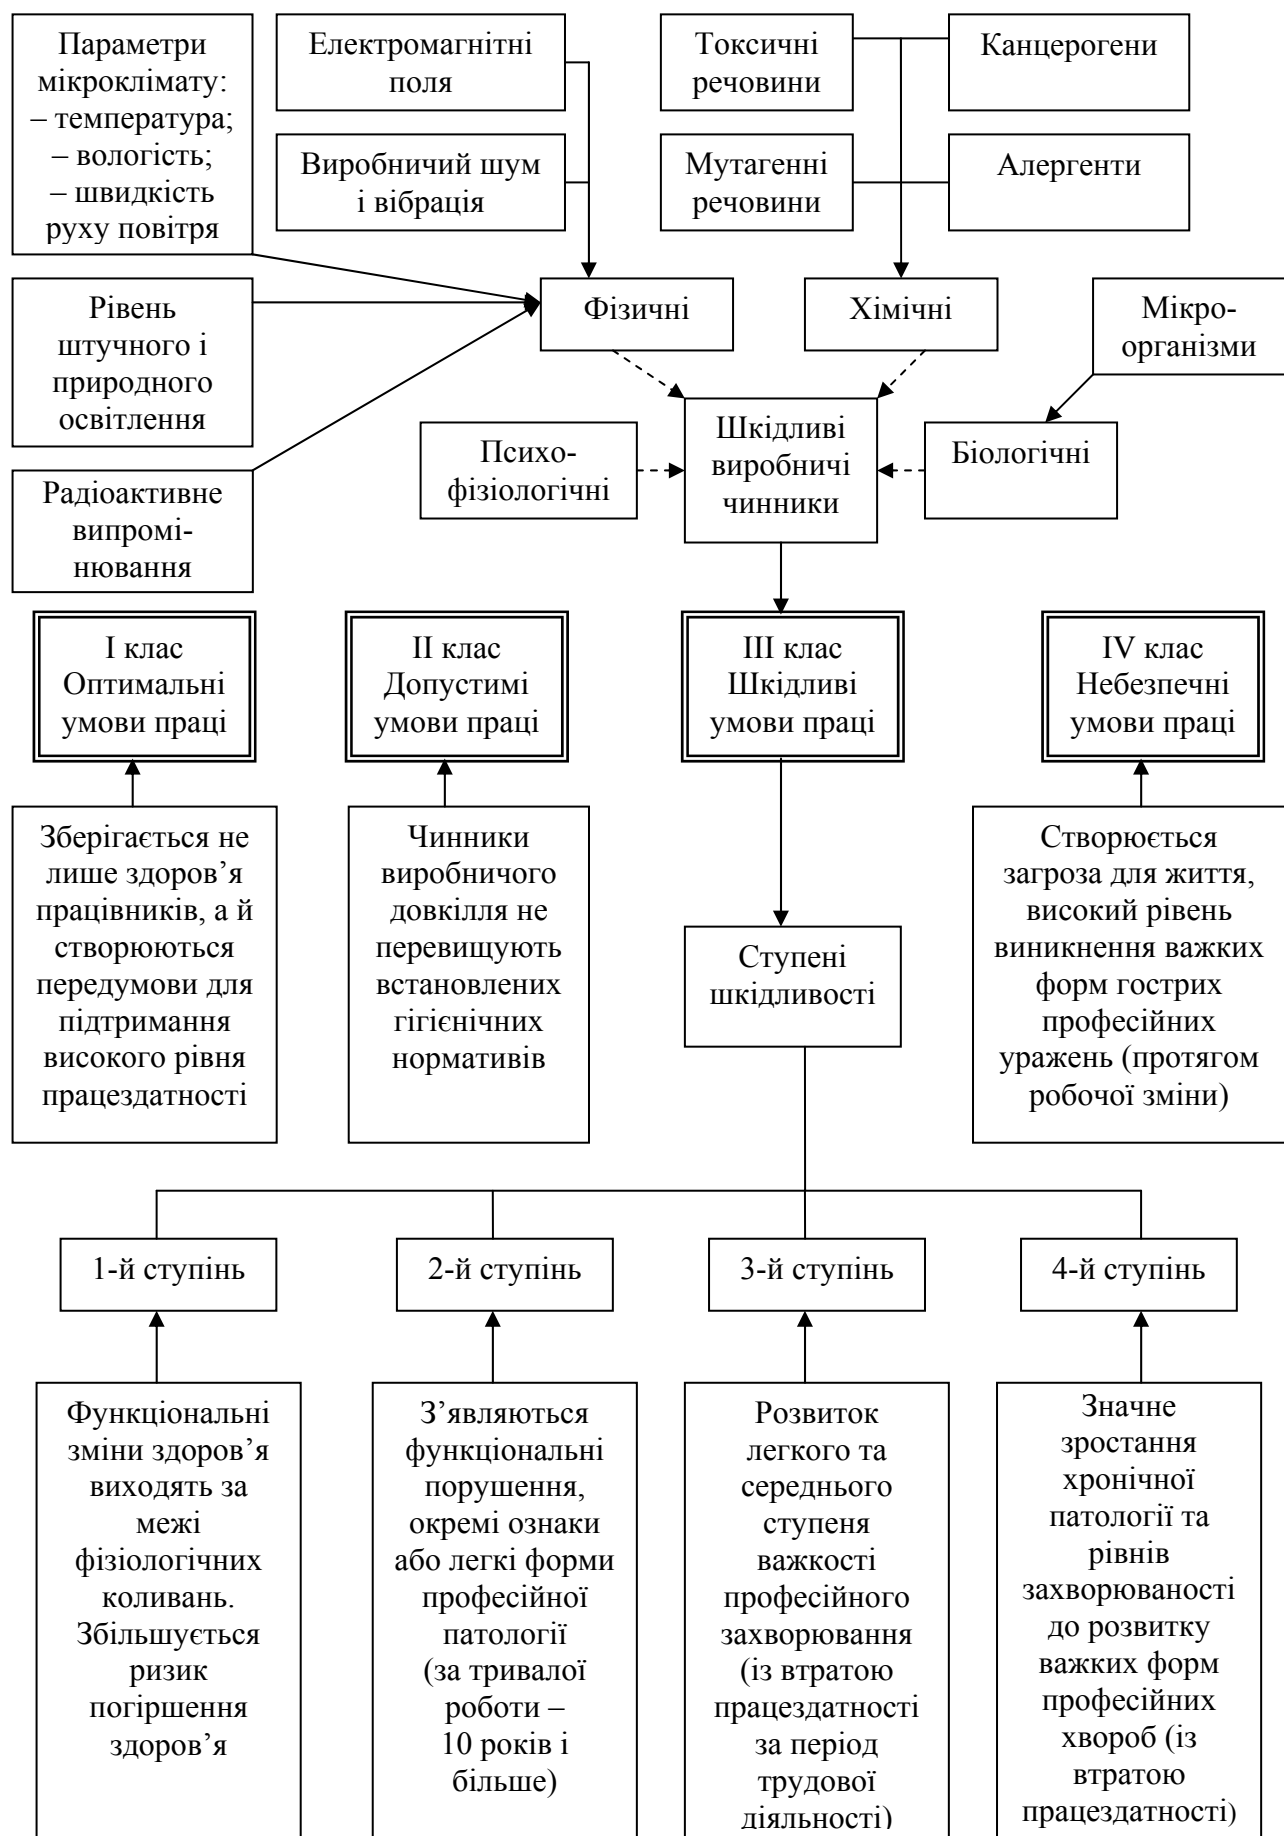 Параметри
мікроклімату:
– температура;
– вологість;
– швидкість
руху повітря
Електромагнітні
поля
Токсичні
речовини
Канцерогени
Виробничий шум
і вібрація
Мутагенні
речовини
Алергенти
Рівень
штучного і
природного
освітлення
Фізичні
Хімічні
Мікро-
організми
Радіоактивне
випромі-
нювання
Психо-
фізіологічні
Шкідливі
виробничі
чинники
Біологічні
I клас
Оптимальні
умови праці
II клас
Допустимі
умови праці
III клас
Шкідливі
умови праці
IV клас
Небезпечні
умови праці
Зберігається не
лише здоров’я
працівників, а й
створюються
передумови для
підтримання
високого рівня
працездатності
Чинники
виробничого
довкілля не
перевищують
встановлених
гігієнічних
нормативів
Ступені
шкідливості
Створюється
загроза для життя,
високий рівень
виникнення важких
форм гострих
професійних
уражень (протягом
робочої зміни)
1-й ступінь
2-й ступінь
3-й ступінь
4-й ступінь
Функціональні
зміни здоров’я
виходять за
межі
фізіологічних
коливань.
Збільшується
ризик
погіршення
здоров’я
З’являються
функціональні
порушення,
окремі ознаки
або легкі форми
професійної
патології
(за тривалої
роботи –
10 років і
більше)
Розвиток
легкого та
середнього
ступеня
важкості
професійного
захворювання
(із втратою
працездатності
за період
трудової
діяльності)
Значне
зростання
хронічної
патології та
рівнів
захворюваності
до розвитку
важких форм
професійних
хвороб (із
втратою
працездатності)